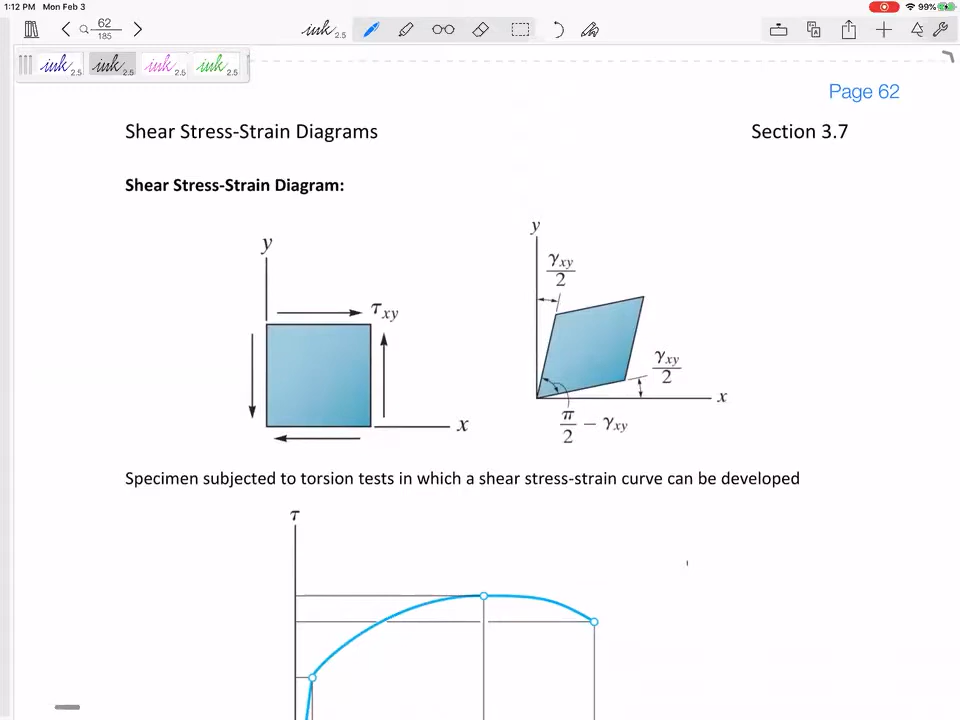 1:12 PM Mon Feb 3
99%
62
185
ink 2.5
ink 2.5 ink 2.5 ink 2.5 ink 2.5
Page 62
Shear Stress-Strain Diagrams Section 3.7
Shear Stress-Strain Diagram:
y
τxy
x
y
γxy
2
γxy
2
x
π/2 − γxy
Specimen subjected to torsion tests in which a shear stress-strain curve can be developed
τ